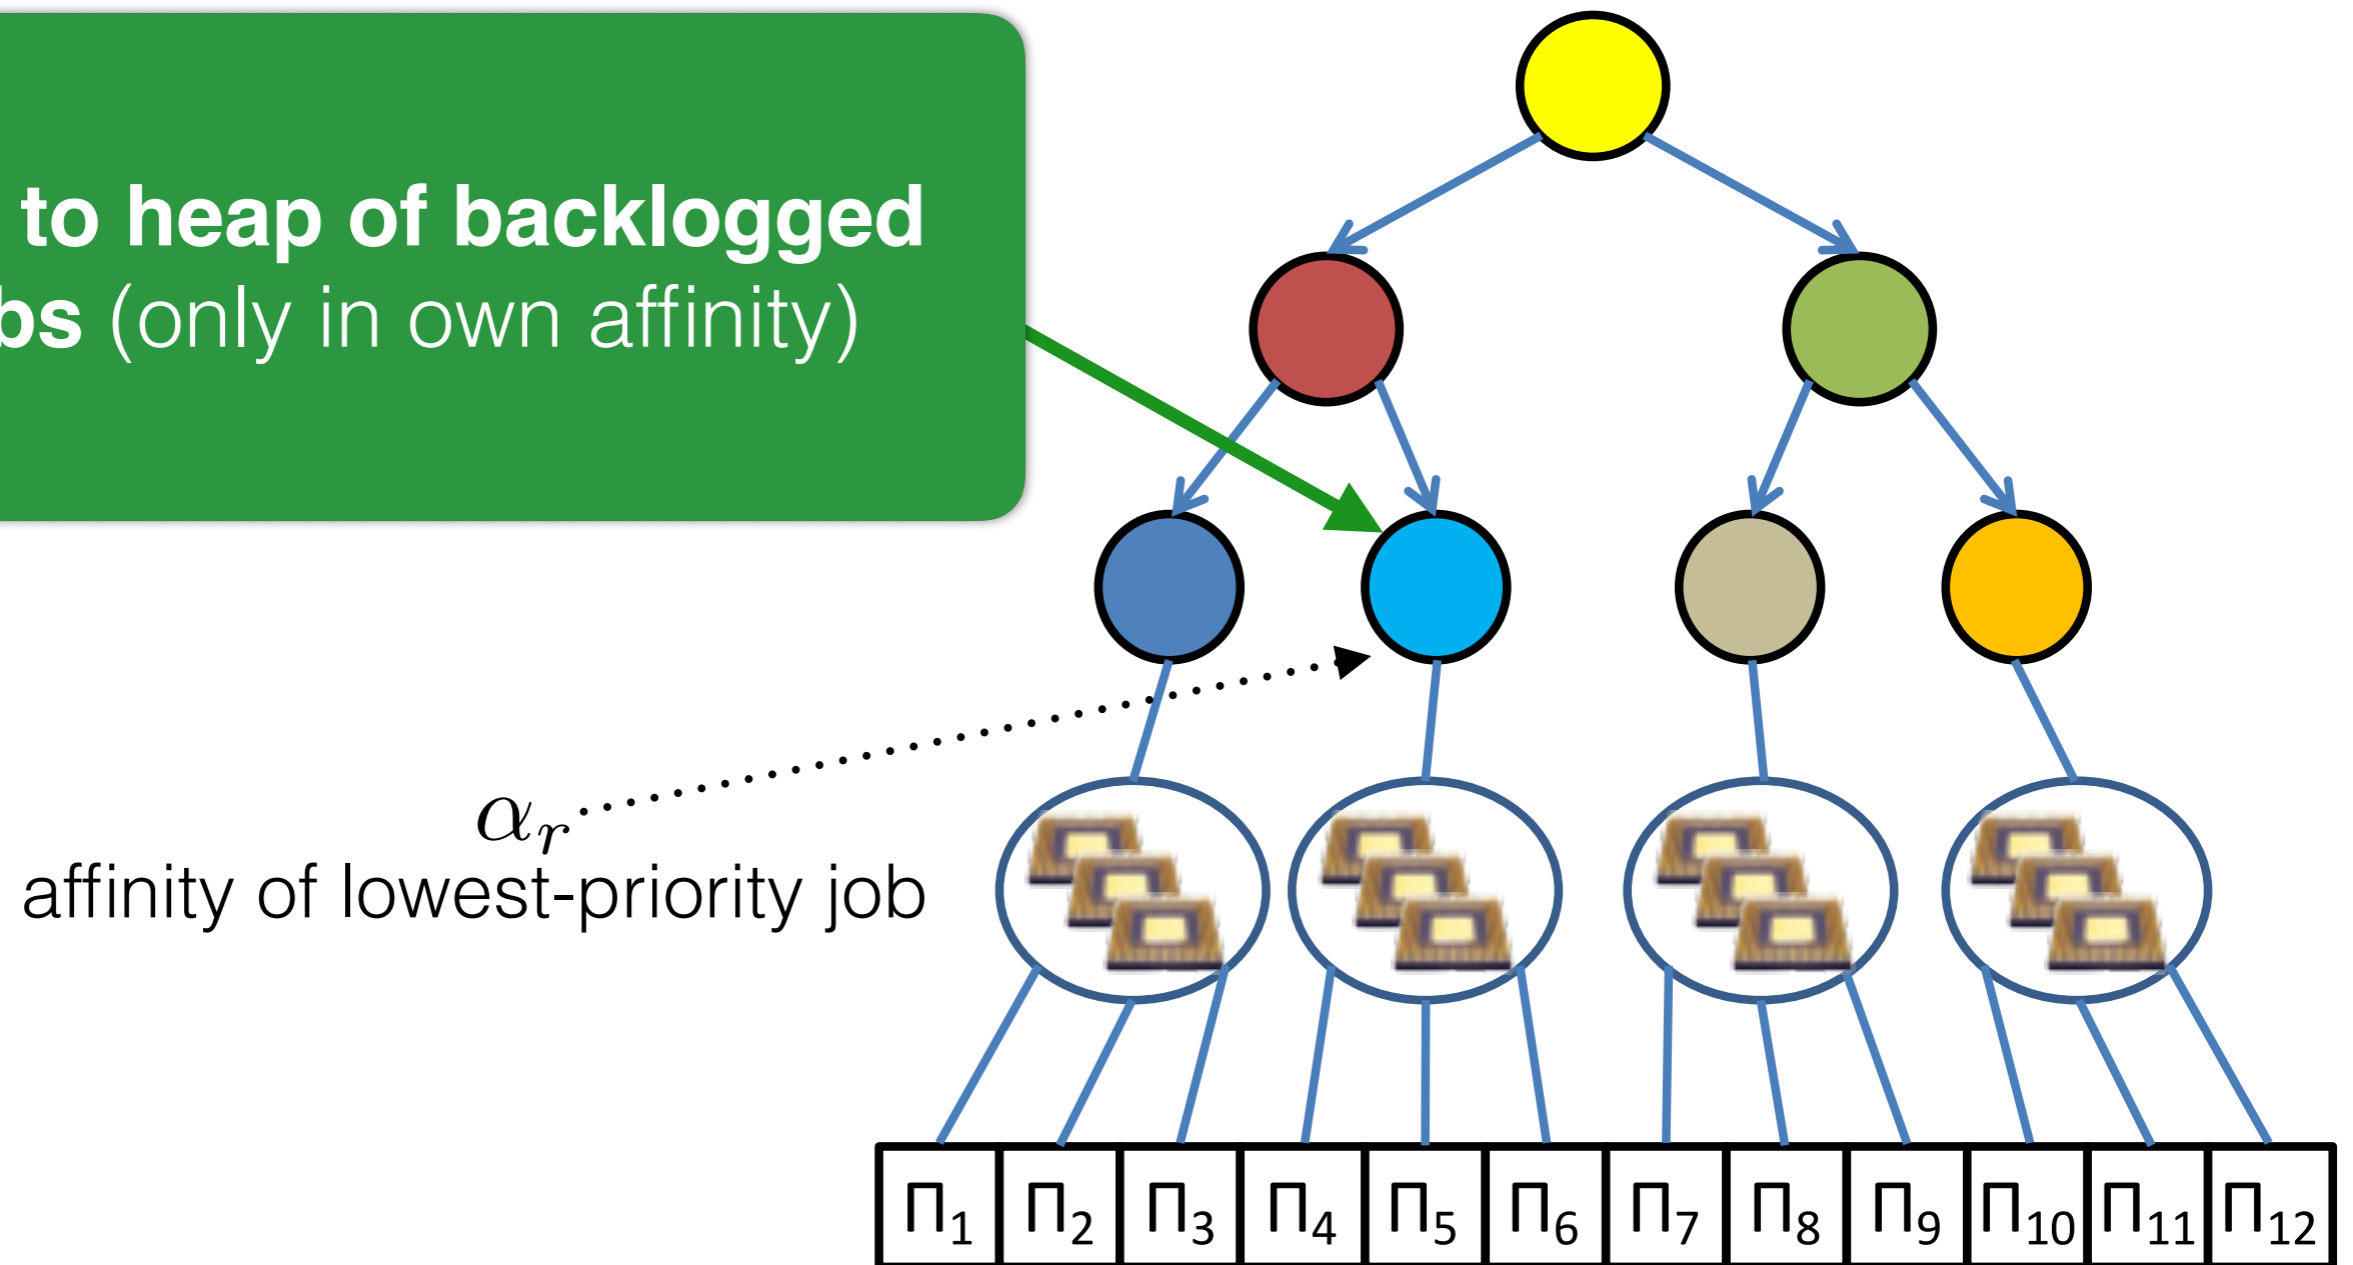 to heap of backlogged
bs (only in own affinity)
αᵣ
affinity of lowest-priority job
Π₁ Π₂ Π₃ Π₄ Π₅ Π₆ Π₇ Π₈ Π₉ Π₁₀ Π₁₁ Π₁₂